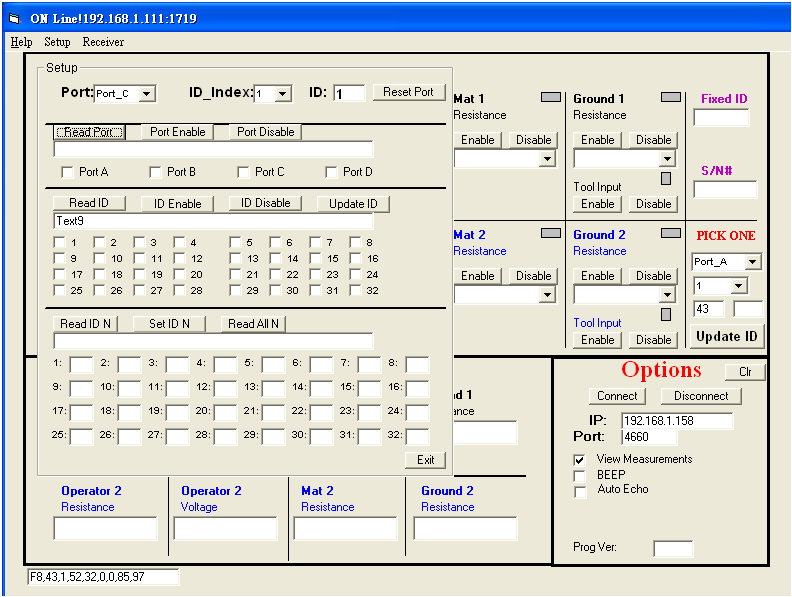 ON Line!192.168.1.111:1719
Help Setup Receiver
Setup
Port: Port_C ID_Index: 1 ID: 1 Reset Port
Read Port Port Enable Port Disable
Port A Port B Port C Port D
Read ID ID Enable ID Disable Update ID
Text9
1 2 3 4 5 6 7 8
9 10 11 12 13 14 15 16
17 18 19 20 21 22 23 24
25 26 27 28 29 30 31 32
Read ID N Set ID N Read All N
1: 2: 3: 4: 5: 6: 7: 8:
9: 10: 11: 12: 13: 14: 15: 16:
17: 18: 19: 20: 21: 22: 23: 24:
25: 26: 27: 28: 29: 30: 31: 32:
Exit
Mat 1
Resistance
Enable Disable
Ground 1
Resistance
Enable Disable
Tool Input
Enable Disable
Fixed ID
S/N#
Mat 2
Resistance
Enable Disable
Ground 2
Resistance
Enable Disable
Tool Input
Enable Disable
PICK ONE
Port_A
1
43
Update ID
nd 1
ance
Operator 2
Resistance
Operator 2
Voltage
Mat 2
Resistance
Ground 2
Resistance
Options Clr
Connect Disconnect
IP: 192.168.1.158
Port: 4660
View Measurements
BEEP
Auto Echo
Prog Ver:
F8,43,1,52,32,0,0,85,97